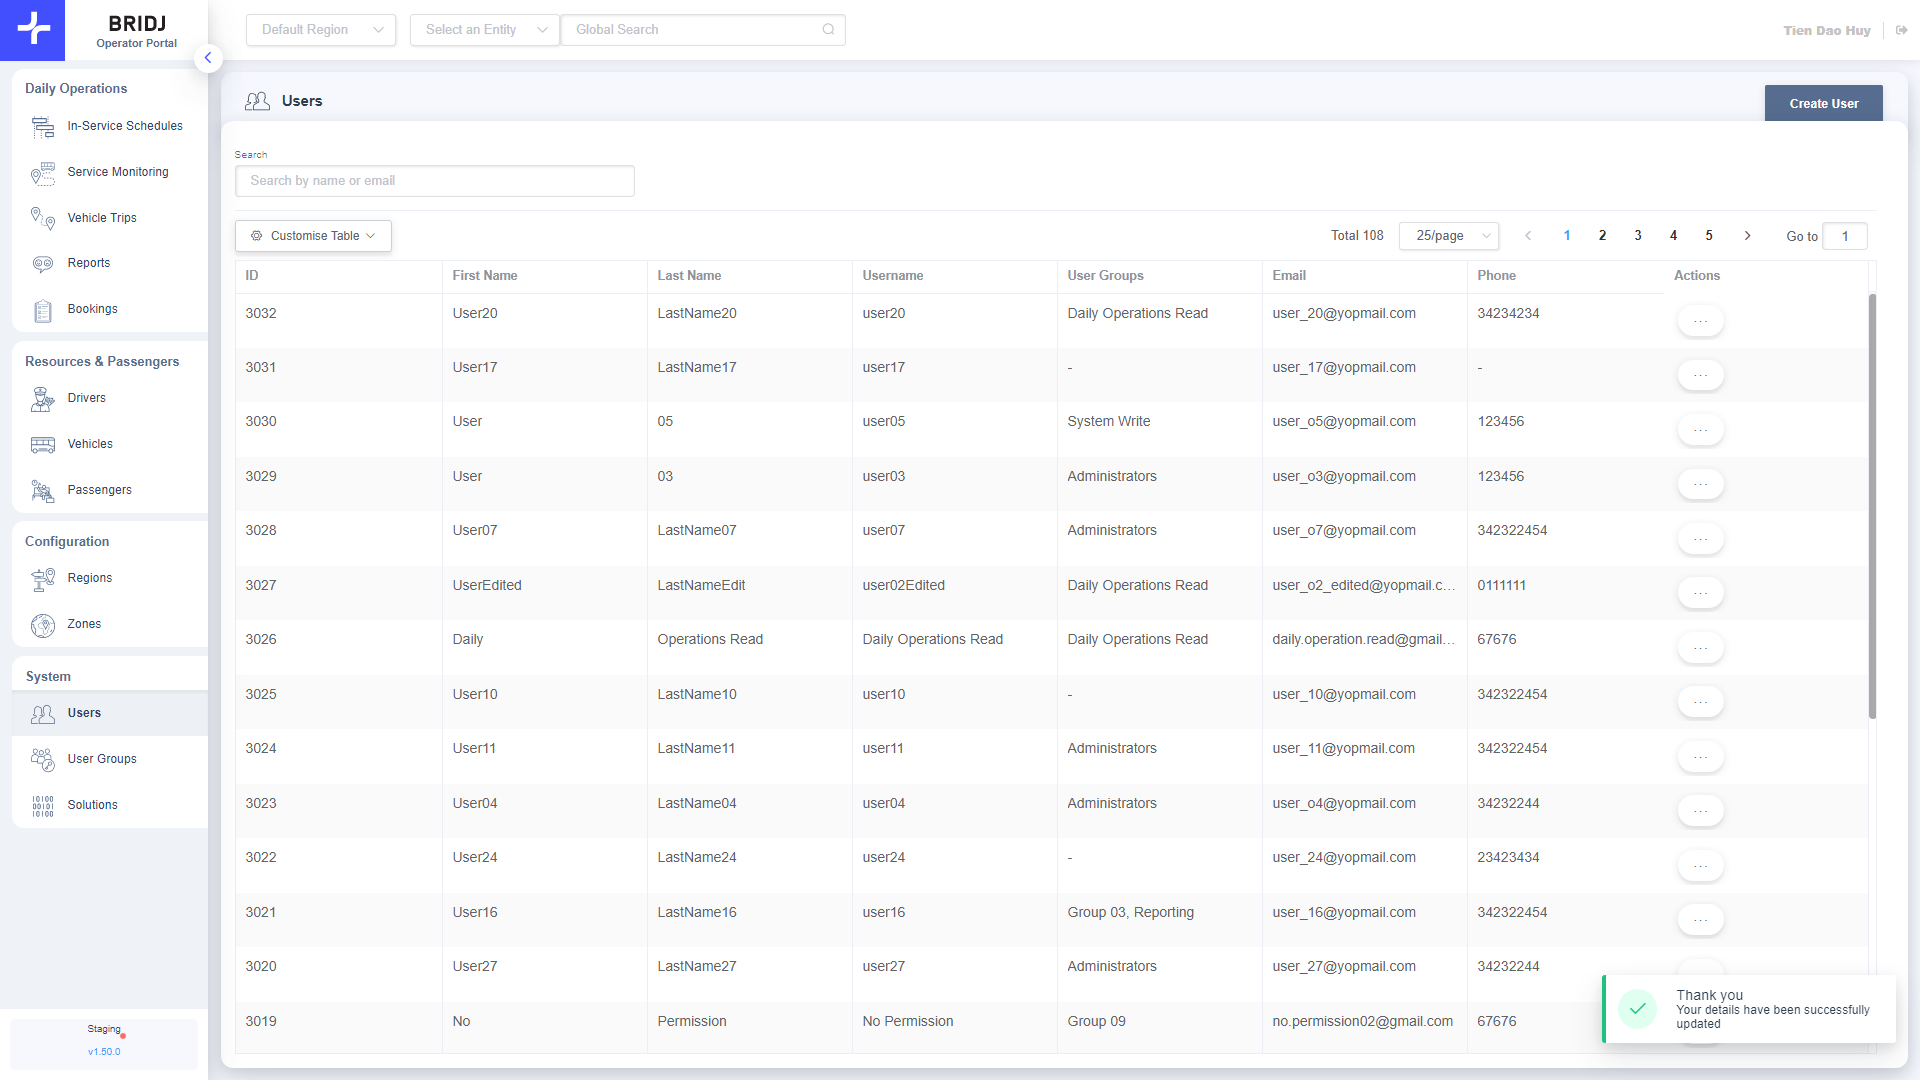 BRIDJ
Operator Portal
Default Region
Select an Entity
Global Search
Tien Dao Huy
Daily Operations
In-Service Schedules
Service Monitoring
Vehicle Trips
Reports
Bookings
Resources & Passengers
Drivers
Vehicles
Passengers
Configuration
Regions
Zones
System
Users
User Groups
Solutions
Staging
v1.50.0
Users
Create User
Search
Search by name or email
Customise Table
Total 108 25/page 1 2 3 4 5 Go to 1
ID First Name Last Name Username User Groups Email Phone Actions
3032 User20 LastName20 user20 Daily Operations Read user_20@yopmail.com 34234234 ...
3031 User17 LastName17 user17 - user_17@yopmail.com - ...
3030 User 05 user05 System Write user_o5@yopmail.com 123456 ...
3029 User 03 user03 Administrators user_o3@yopmail.com 123456 ...
3028 User07 LastName07 user07 Administrators user_o7@yopmail.com 342322454 ...
3027 UserEdited LastNameEdit user02Edited Daily Operations Read user_o2_edited@yopmail.c... 0111111 ...
3026 Daily Operations Read Daily Operations Read Daily Operations Read daily.operation.read@gmail... 67676 ...
3025 User10 LastName10 user10 - user_10@yopmail.com 342322454 ...
3024 User11 LastName11 user11 Administrators user_11@yopmail.com 342322454 ...
3023 User04 LastName04 user04 Administrators user_o4@yopmail.com 34232244 ...
3022 User24 LastName24 user24 - user_24@yopmail.com 23423434 ...
3021 User16 LastName16 user16 Group 03, Reporting user_16@yopmail.com 342322454 ...
3020 User27 LastName27 user27 Administrators user_27@yopmail.com 34232244
3019 No Permission No Permission Group 09 no.permission02@gmail.com 67676
Thank you
Your details have been successfully
updated